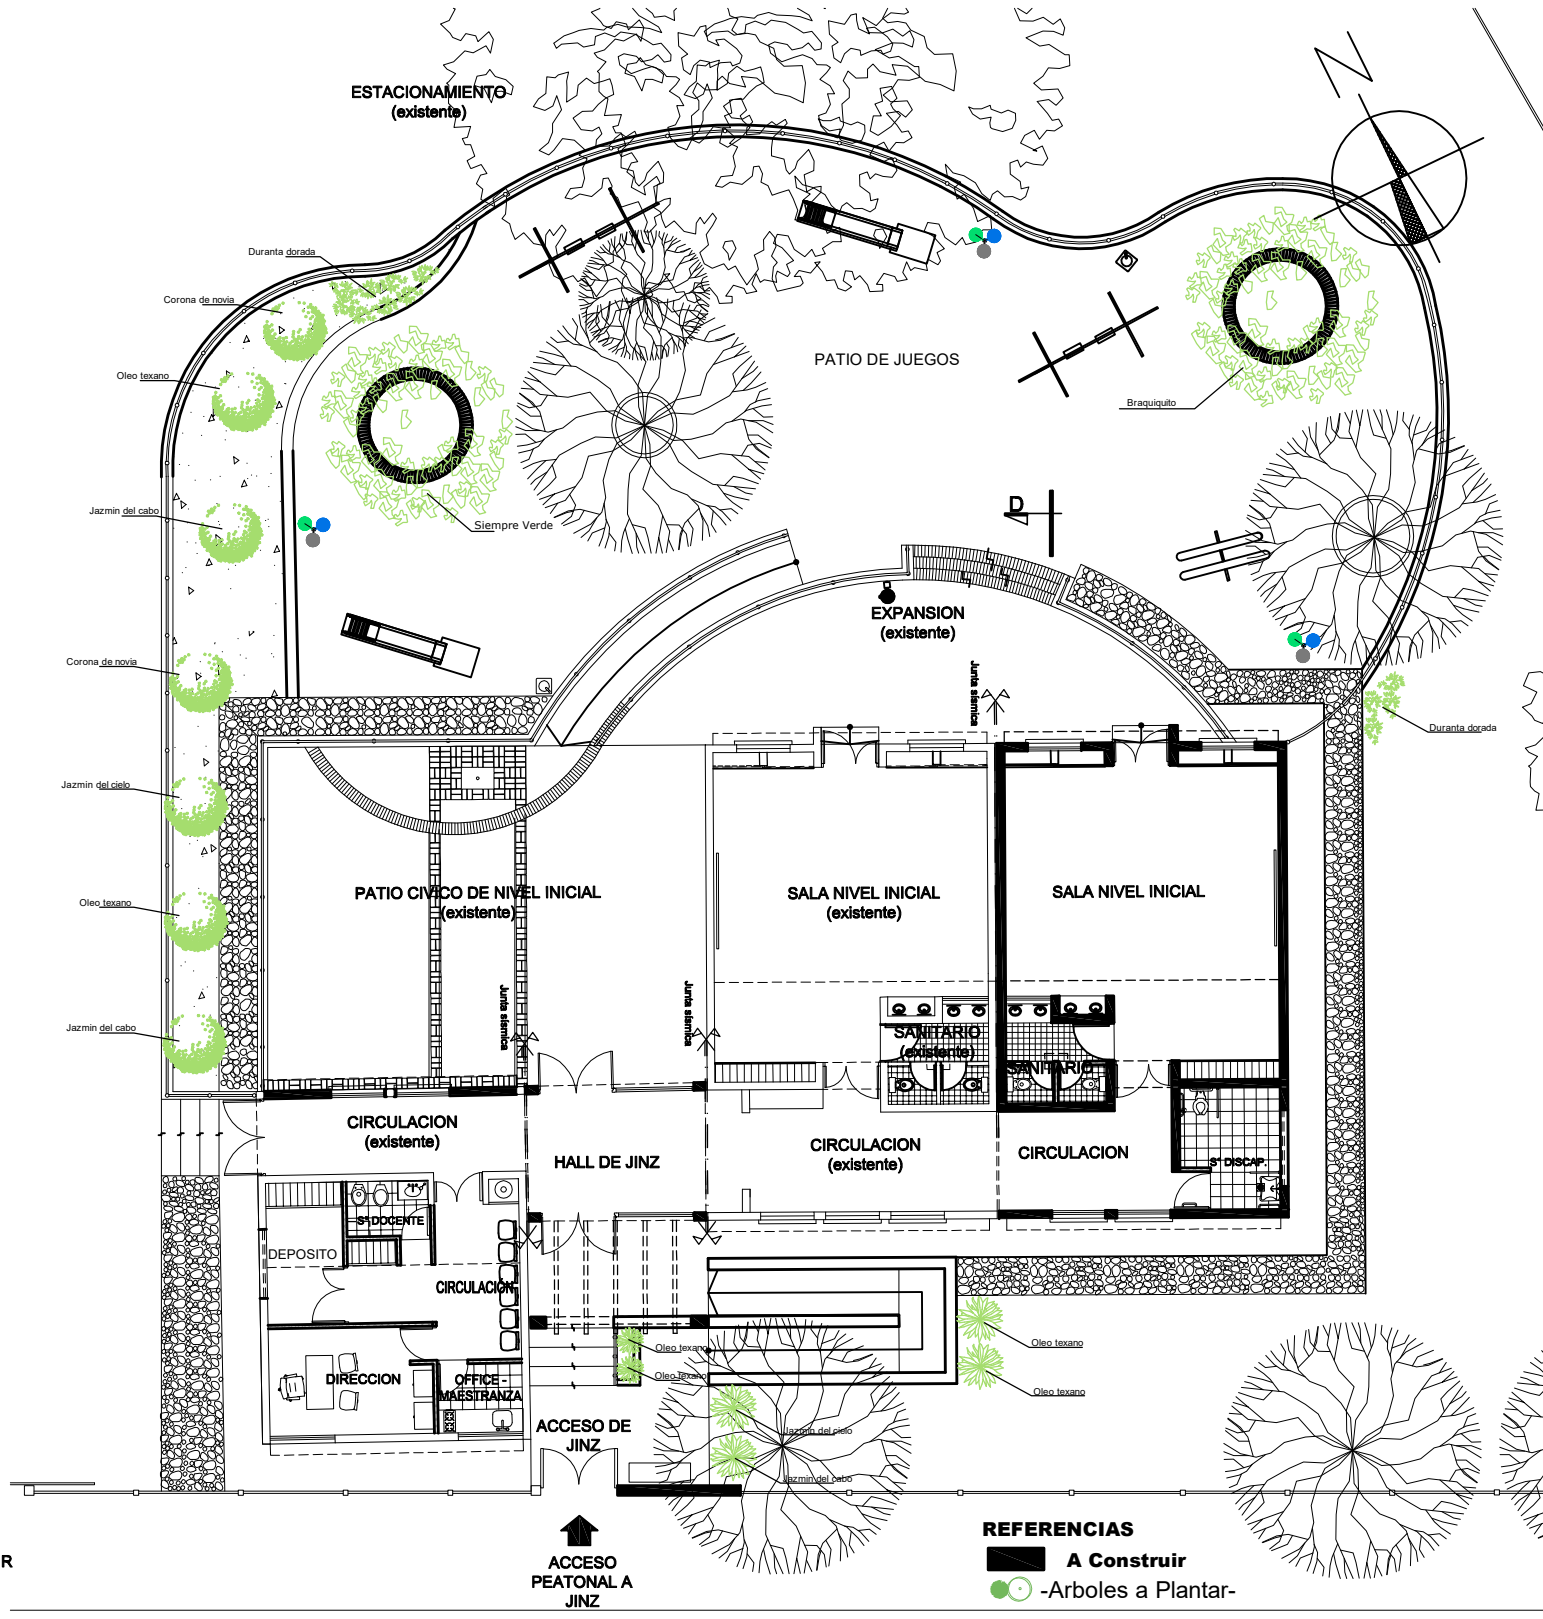 N
ESTACIONAMIENTO
(existente)
Duranta dorada
Corona de novia
Oleo texano
PATIO DE JUEGOS
Braquiquito
Jazmin del cabo
Siempre Verde
D
EXPANSION
(existente)
Corona de novia
Junta sísmica
Duranta dorada
Jazmin del cielo
PATIO CIVICO DE NIVEL INICIAL
(existente)
SALA NIVEL INICIAL
(existente)
SALA NIVEL INICIAL
Oleo texano
Junta sísmica
Junta sísmica
Jazmin del cabo
SANITARIO
(existente)
SANITARIO
CIRCULACION
(existente)
HALL DE JINZ
CIRCULACION
(existente)
CIRCULACION
S° DISCAP.
S° DOCENTE
DEPOSITO
CIRCULACIÓN
Oleo texano
Oleo Texano
Oleo texano
Oleo texano
DIRECCION
OFFICE -
MAESTRANZA
ACCESO DE
JINZ
Jazmin del cielo
Jazmin del cabo
REFERENCIAS
A Construir
-Arboles a Plantar-
ACCESO
PEATONAL A
JINZ
R